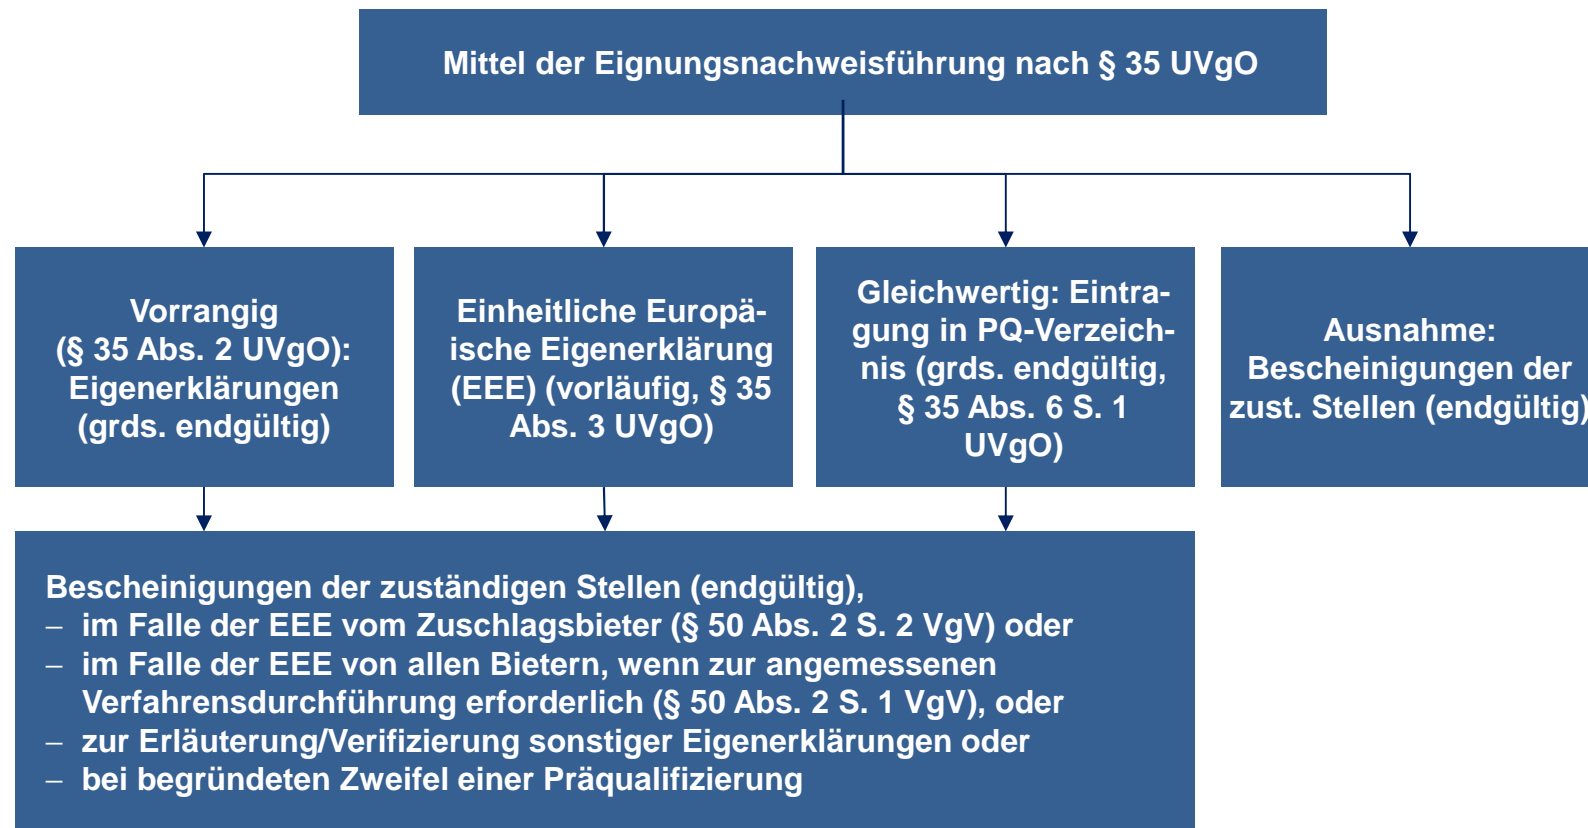 Mittel der Eignungsnachweisführung nach § 35 UVgO
Vorrangig
(§ 35 Abs. 2 UVgO):
Eigenerklärungen
(grds. endgültig)
Einheitliche Europä-
ische Eigenerklärung
(EEE) (vorläufig, § 35
Abs. 3 UVgO)
Gleichwertig: Eintra-
gung in PQ-Verzeich-
nis (grds. endgültig,
§ 35 Abs. 6 S. 1
UVgO)
Ausnahme:
Bescheinigungen der
zust. Stellen (endgültig)
Bescheinigungen der zuständigen Stellen (endgültig),
– im Falle der EEE vom Zuschlagsbieter (§ 50 Abs. 2 S. 2 VgV) oder
– im Falle der EEE von allen Bietern, wenn zur angemessenen
Verfahrensdurchführung erforderlich (§ 50 Abs. 2 S. 1 VgV), oder
– zur Erläuterung/Verifizierung sonstiger Eigenerklärungen oder
– bei begründeten Zweifel einer Präqualifizierung